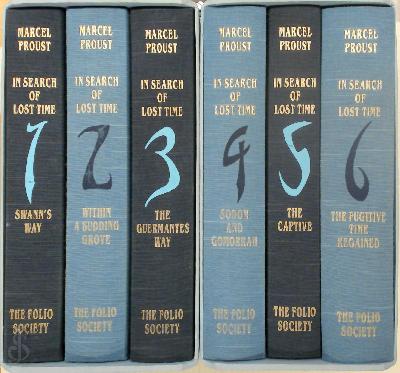 MARCEL
PROUST
IN SEARCH
OF
LOST TIME
1
SWANN'S
WAY
THE FOLIO
SOCIETY
MARCEL
PROUST
IN SEARCH
OF
LOST TIME
2
WITHIN
A BUDDING
GROVE
THE FOLIO
SOCIETY
MARCEL
PROUST
IN SEARCH
OF
LOST TIME
3
THE
GUERMANTES
WAY
THE FOLIO
SOCIETY
MARCEL
PROUST
IN SEARCH
OF
LOST TIME
4
SODOM
AND
GOMORRAH
THE FOLIO
SOCIETY
MARCEL
PROUST
IN SEARCH
OF
LOST TIME
5
THE
CAPTIVE
THE FOLIO
SOCIETY
MARCEL
PROUST
IN SEARCH
OF
LOST TIME
6
THE FUGITIVE
TIME
REGAINED
THE FOLIO
SOCIETY